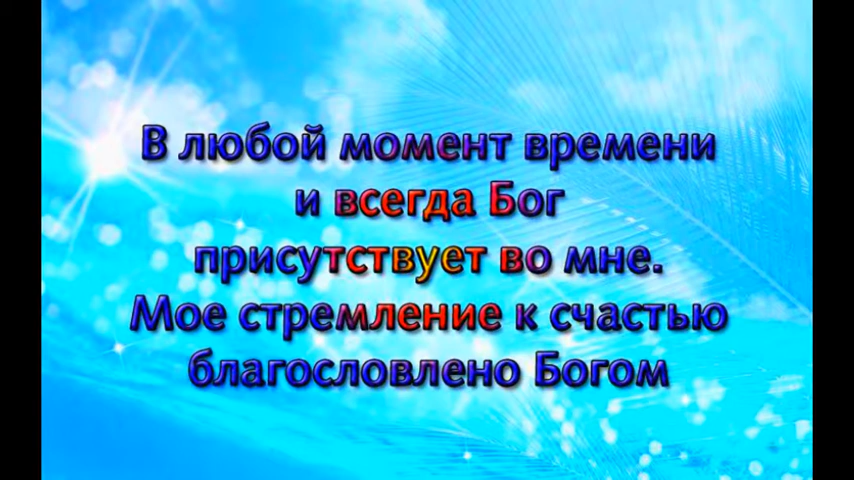 В любой момент времени
и всегда Бог
присутствует во мне.
Мое стремление к счастью
благословлено Богом